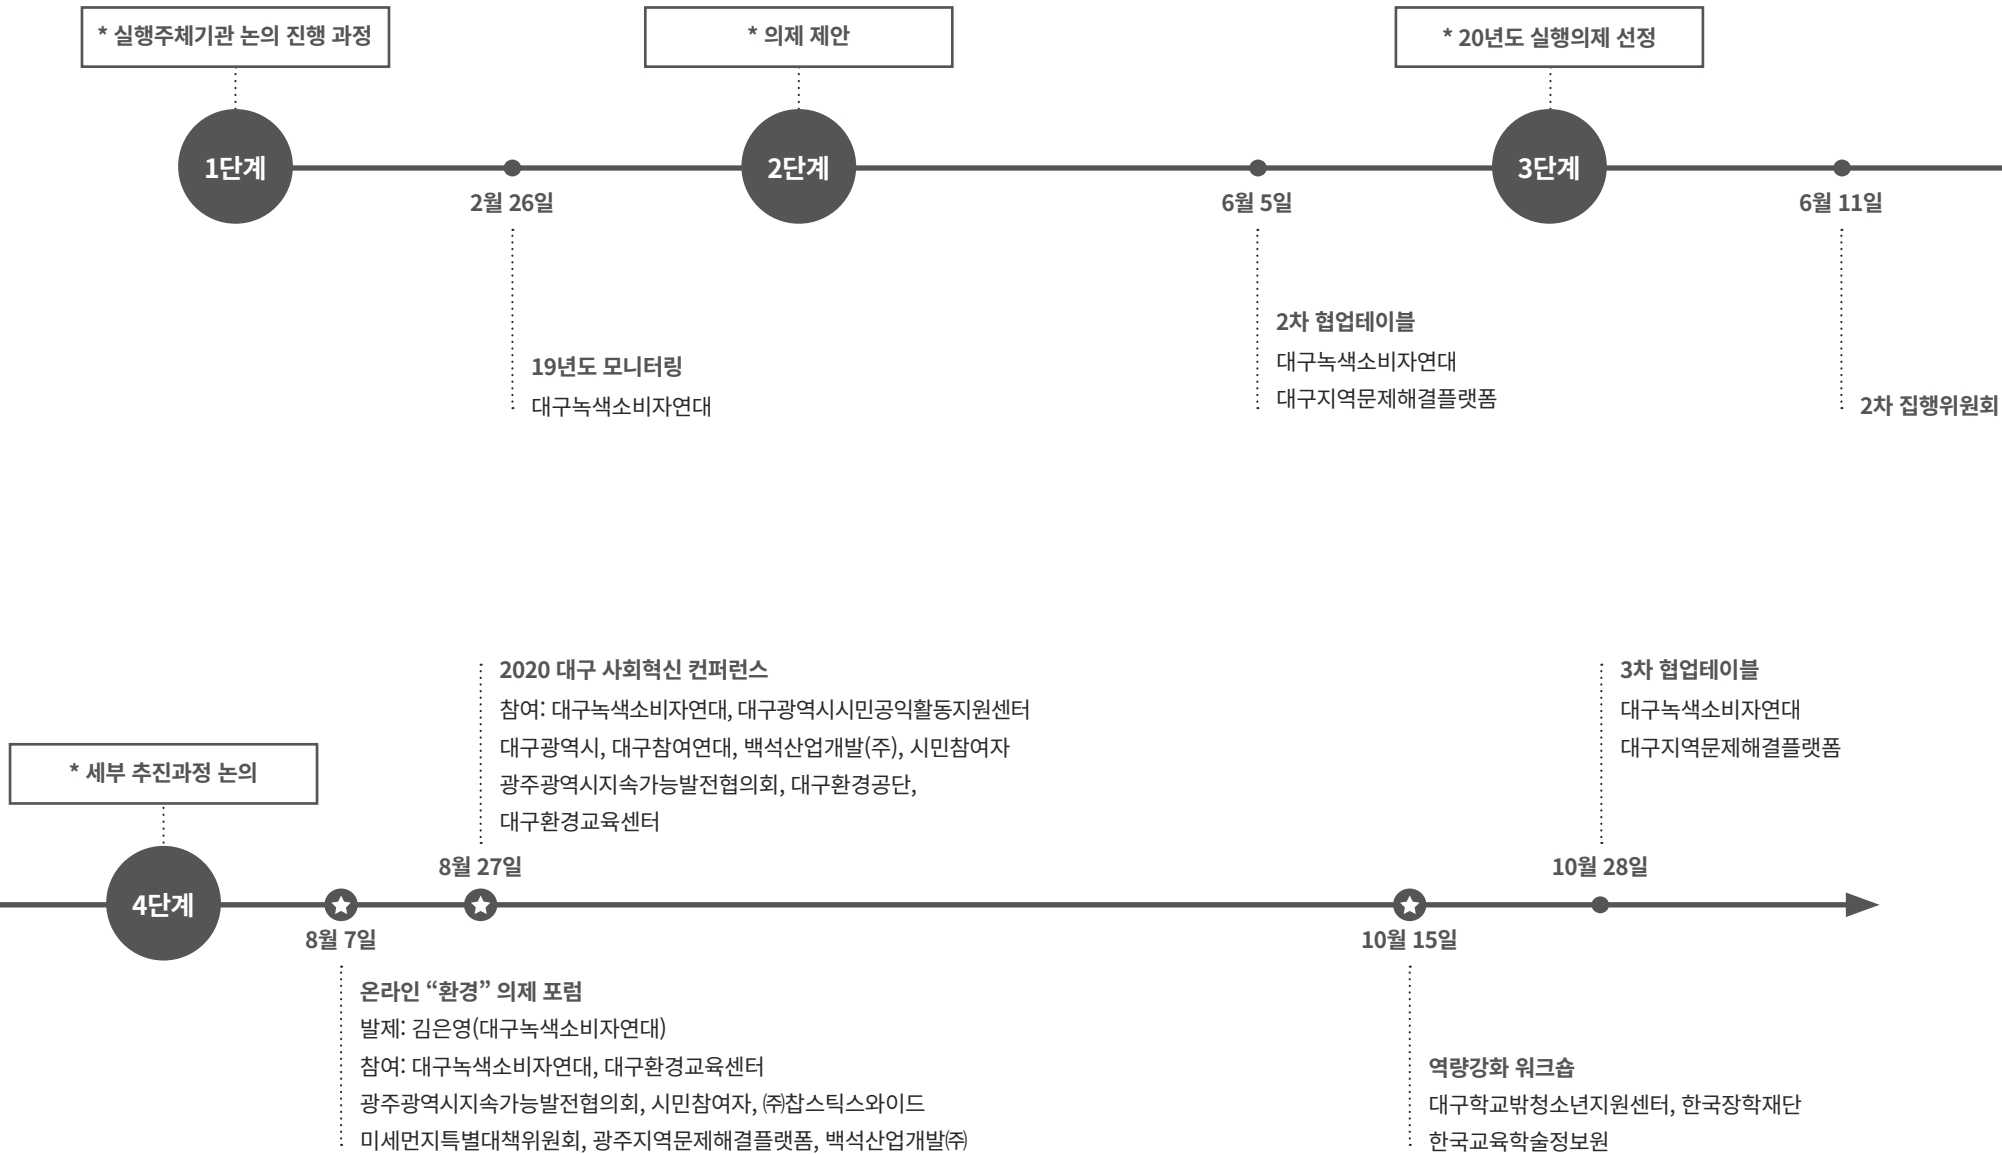 * 실행주체기관 논의 진행 과정
* 의제 제안
* 20년도 실행의제 선정
1단계
2단계
3단계
2월 26일
6월 5일
6월 11일
19년도 모니터링
대구녹색소비자연대
2차 협업테이블
대구녹색소비자연대
대구지역문제해결플랫폼
2차 집행위원회
* 세부 추진과정 논의
4단계
2020 대구 사회혁신 컨퍼런스
참여: 대구녹색소비자연대, 대구광역시시민공익활동지원센터
대구광역시, 대구참여연대, 백석산업개발(주), 시민참여자
광주광역시지속가능발전협의회, 대구환경공단,
대구환경교육센터
8월 27일
3차 협업테이블
대구녹색소비자연대
대구지역문제해결플랫폼
10월 28일
8월 7일
온라인 “환경” 의제 포럼
발제: 김은영(대구녹색소비자연대)
참여: 대구녹색소비자연대, 대구환경교육센터
광주광역시지속가능발전협의회, 시민참여자, ㈜찹스틱스와이드
미세먼지특별대책위원회, 광주지역문제해결플랫폼, 백석산업개발㈜
10월 15일
역량강화 워크숍
대구학교밖청소년지원센터, 한국장학재단
한국교육학술정보원